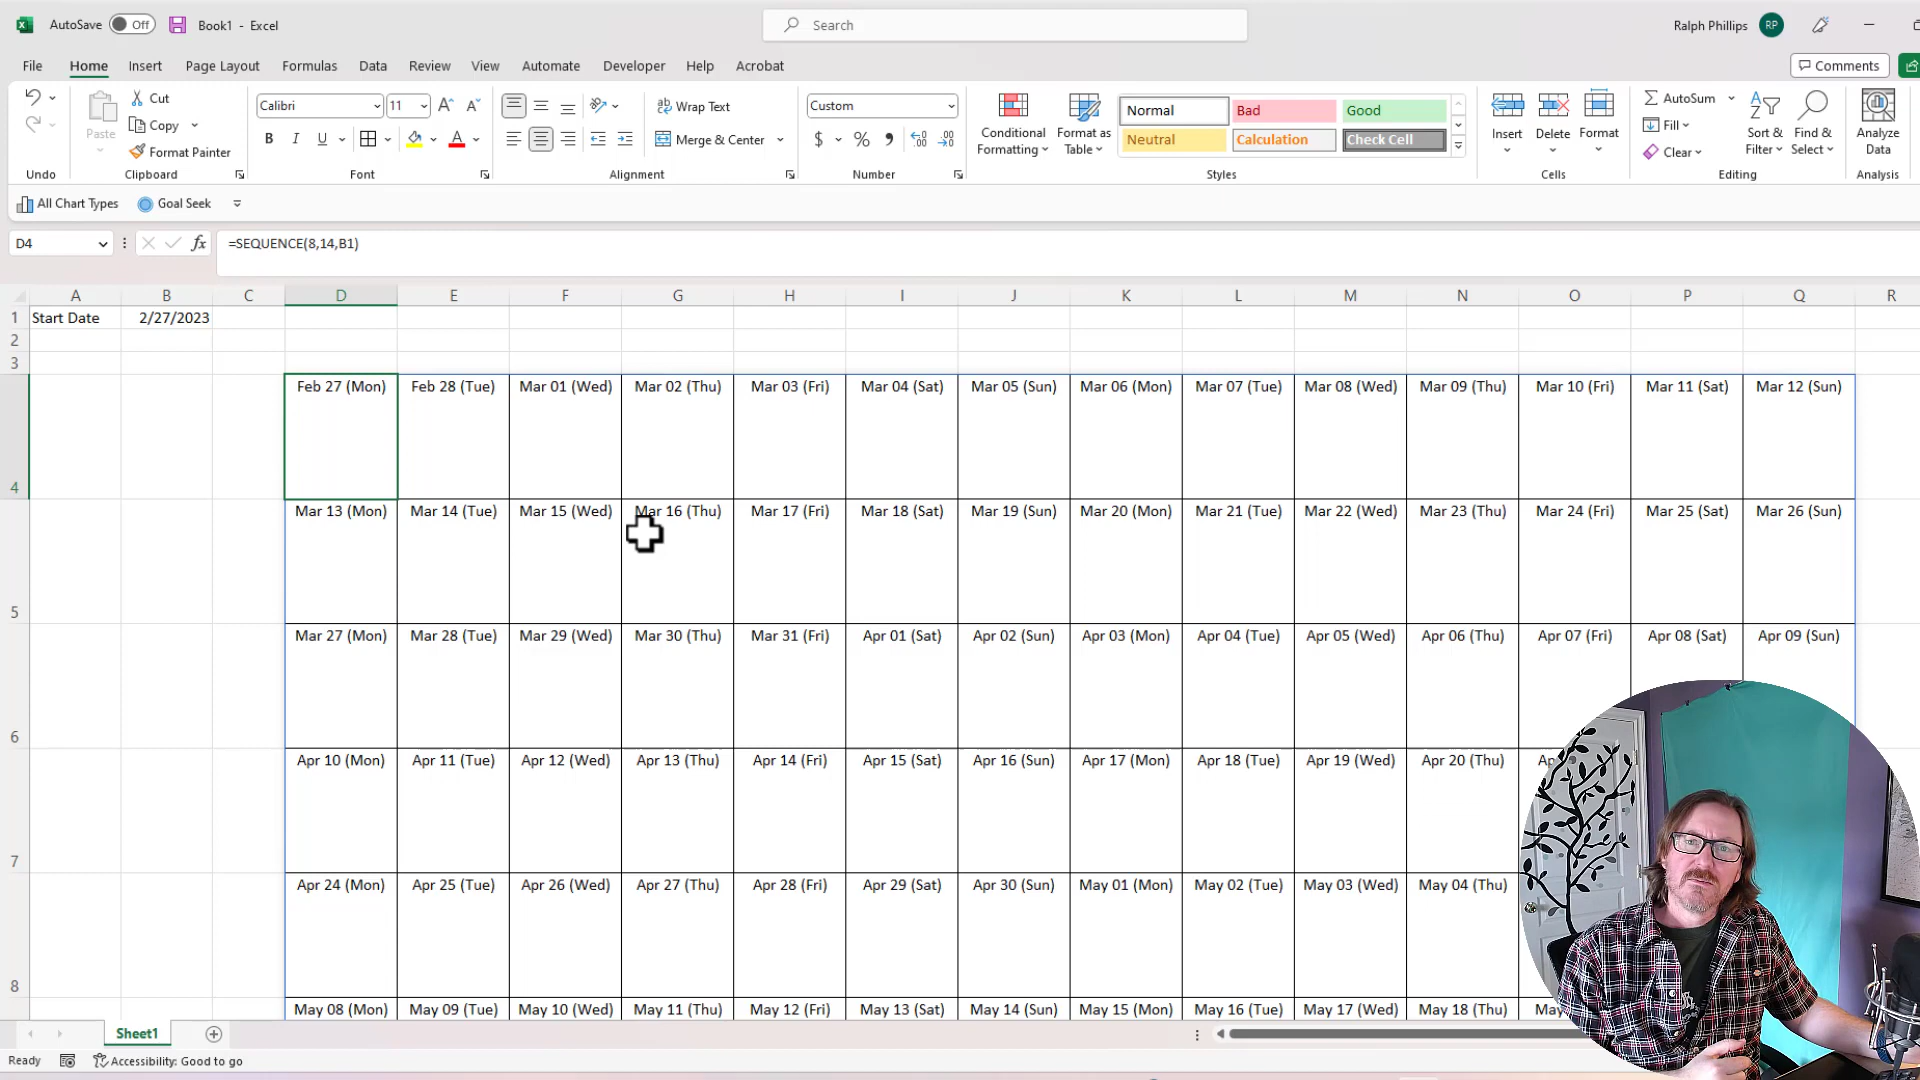 AutoSave Off Book1 - Excel Search Ralph Phillips RP
File Home Insert Page Layout Formulas Data Review View Automate Developer Help Acrobat Comments
Cut
Copy
Format Painter
Paste
Calibri 11
B I U A
Wrap Text
Merge & Center
Custom
$ %
Conditional Formatting
Format as Table
Normal Bad Good
Neutral Calculation Check Cell
Insert Delete Format
AutoSum
Fill
Clear
Sort & Filter
Find & Select
Analyze Data
Undo Clipboard Font Alignment Number Styles Cells Editing Analysis
All Chart Types Goal Seek
D4 fx =SEQUENCE(8,14,B1)
A B C D E F G H I J K L M N O P Q R
1 Start Date 2/27/2023
2
3
Feb 27 (Mon) Feb 28 (Tue) Mar 01 (Wed) Mar 02 (Thu) Mar 03 (Fri) Mar 04 (Sat) Mar 05 (Sun) Mar 06 (Mon) Mar 07 (Tue) Mar 08 (Wed) Mar 09 (Thu) Mar 10 (Fri) Mar 11 (Sat) Mar 12 (Sun)
4
Mar 13 (Mon) Mar 14 (Tue) Mar 15 (Wed) Mar 16 (Thu) Mar 17 (Fri) Mar 18 (Sat) Mar 19 (Sun) Mar 20 (Mon) Mar 21 (Tue) Mar 22 (Wed) Mar 23 (Thu) Mar 24 (Fri) Mar 25 (Sat) Mar 26 (Sun)
5
Mar 27 (Mon) Mar 28 (Tue) Mar 29 (Wed) Mar 30 (Thu) Mar 31 (Fri) Apr 01 (Sat) Apr 02 (Sun) Apr 03 (Mon) Apr 04 (Tue) Apr 05 (Wed) Apr 06 (Thu) Apr 07 (Fri) Apr 08 (Sat) Apr 09 (Sun)
6
Apr 10 (Mon) Apr 11 (Tue) Apr 12 (Wed) Apr 13 (Thu) Apr 14 (Fri) Apr 15 (Sat) Apr 16 (Sun) Apr 17 (Mon) Apr 18 (Tue) Apr 19 (Wed) Apr 20 (Thu)
7
Apr 24 (Mon) Apr 25 (Tue) Apr 26 (Wed) Apr 27 (Thu) Apr 28 (Fri) Apr 29 (Sat) Apr 30 (Sun) May 01 (Mon) May 02 (Tue) May 03 (Wed) May 04 (Thu)
8
May 08 (Mon) May 09 (Tue) May 10 (Wed) May 11 (Thu) May 12 (Fri) May 13 (Sat) May 14 (Sun) May 15 (Mon) May 16 (Tue) May 17 (Wed) May 18 (Thu)
Sheet1
Ready Accessibility: Good to go